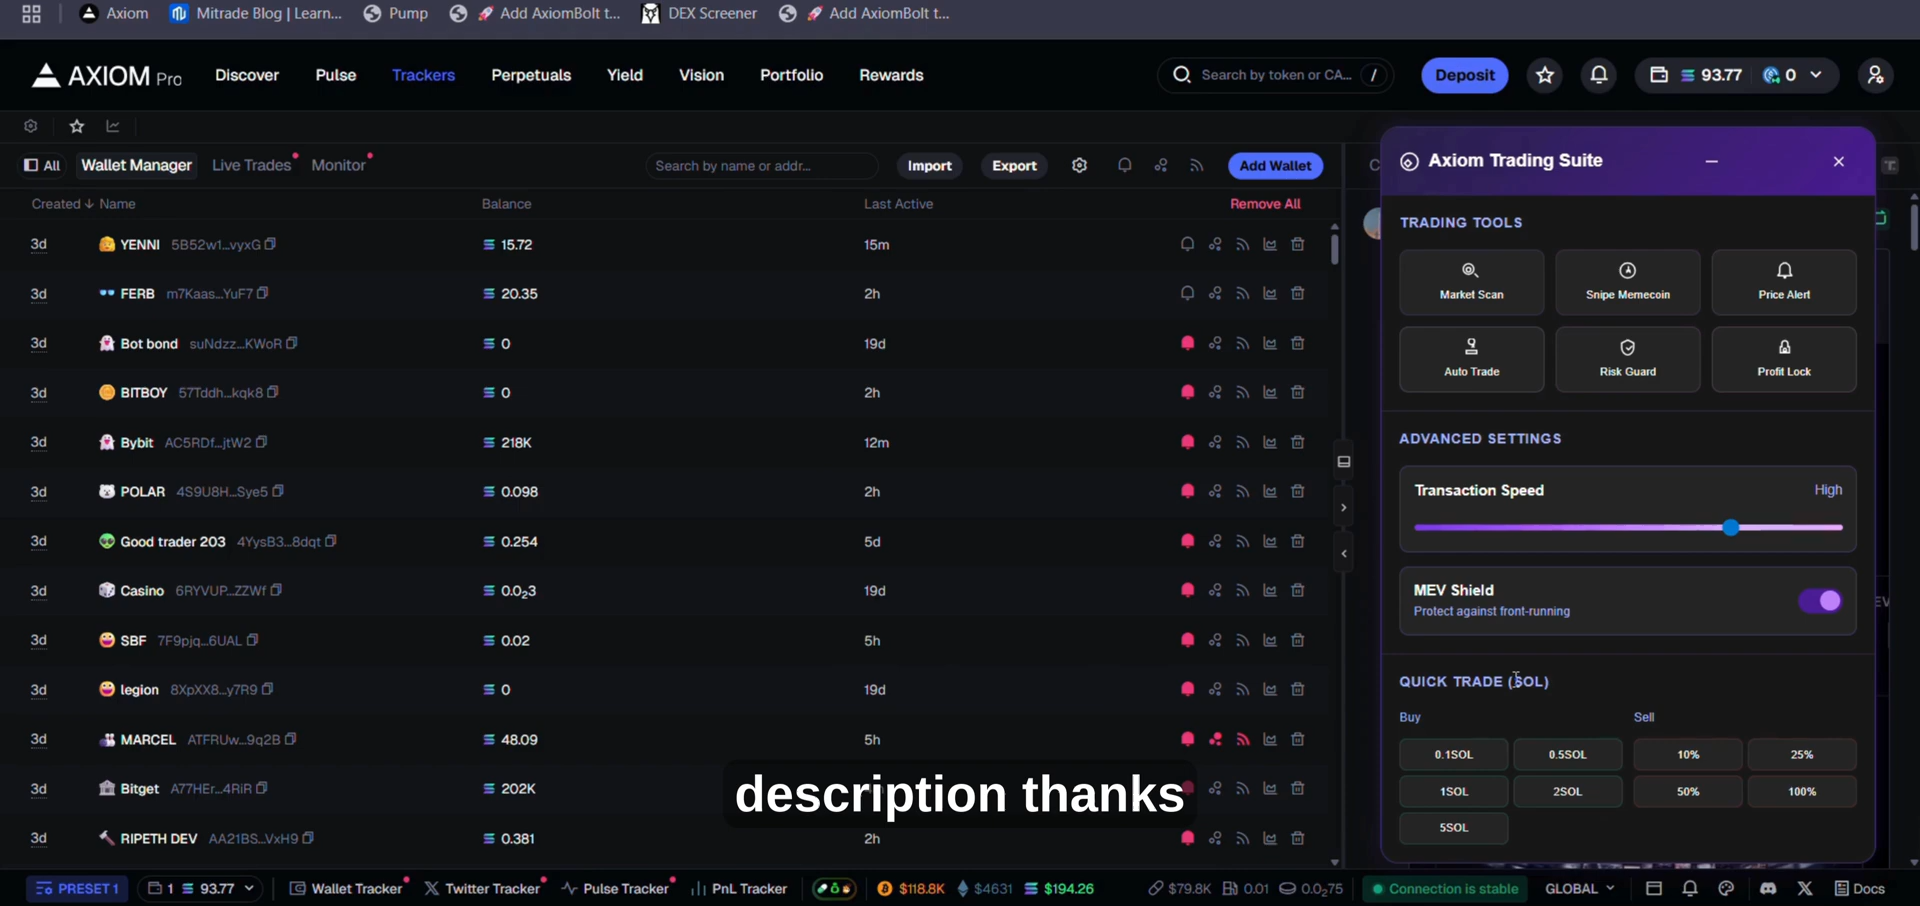 Axiom
Mitrade Blog | Learn...
Pump
🚀 Add AxiomBolt t...
DEX Screener
🚀 Add AxiomBolt t...
AXIOM Pro
Discover
Pulse
Trackers
Perpetuals
Yield
Vision
Portfolio
Rewards
Search by token or CA...
/
Deposit
93.77
0
All
Wallet Manager
Live Trades
Monitor
Search by name or addr...
Import
Export
Add Wallet
Created ↓ Name
Balance
Last Active
Remove All
3d YENNI 5B52w1...vyxG 15.72 15m
3d FERB m7Kaas...YuF7 20.35 2h
3d Bot bond suNdzz...KWoR 0 19d
3d BITBOY 57Tddh...kqk8 0 2h
3d Bybit AC5RDf...jtW2 218K 12m
3d POLAR 4S9U8H...Sye5 0.098 2h
3d Good trader 203 4YysB3...8dqt 0.254 5d
3d Casino 6RYVUP...ZZWf 0.0₂3 19d
3d SBF 7F9pjq...6UAL 0.02 5h
3d legion 8XpXX8...y7R9 0 19d
3d MARCEL ATFRUw...9q2B 48.09 5h
3d Bitget A77HEr...4RiR 202K
3d RIPETH DEV AA21BS...VxH9 0.381 2h
description thanks
Axiom Trading Suite
TRADING TOOLS
Market Scan
Snipe Memecoin
Price Alert
Auto Trade
Risk Guard
Profit Lock
ADVANCED SETTINGS
Transaction Speed
High
MEV Shield
Protect against front-running
QUICK TRADE (SOL)
Buy
Sell
0.1SOL
0.5SOL
10%
25%
1SOL
2SOL
50%
100%
5SOL
PRESET 1
1
93.77
Wallet Tracker
Twitter Tracker
Pulse Tracker
PnL Tracker
$118.8K
$4631
$194.26
$79.8K
0.01
0.0₂75
Connection is stable
GLOBAL
Docs